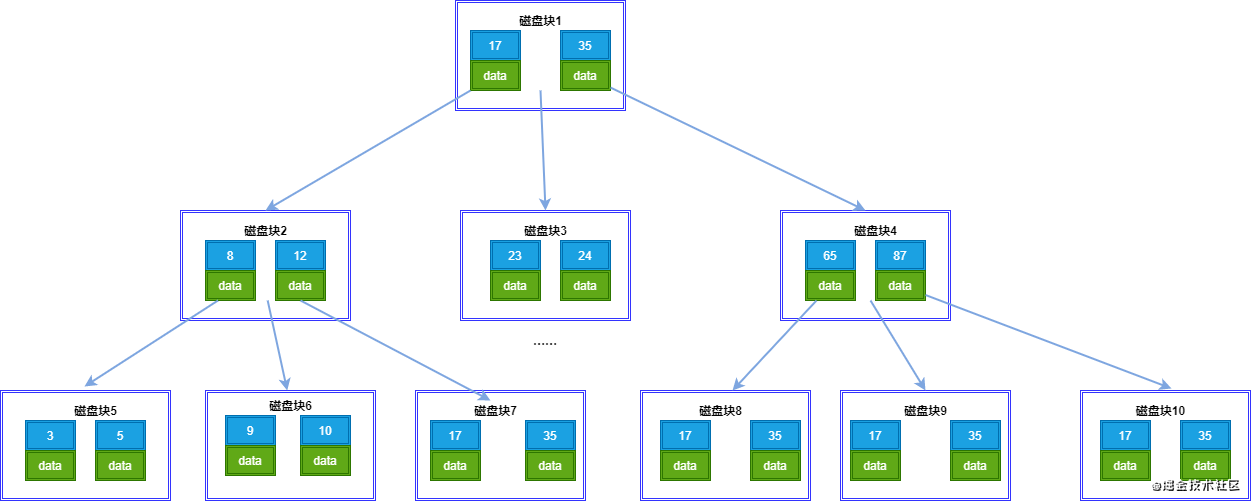 磁盘块1
17 35
data data
磁盘块2 磁盘块3 磁盘块4
8 12 23 24 65 87
data data data data data data
......
磁盘块5 磁盘块6 磁盘块7 磁盘块8 磁盘块9 磁盘块10
3 5 9 10 17 35 17 35 17 35 17 35
data data data data data data data data data data data data
@掘金技术社区